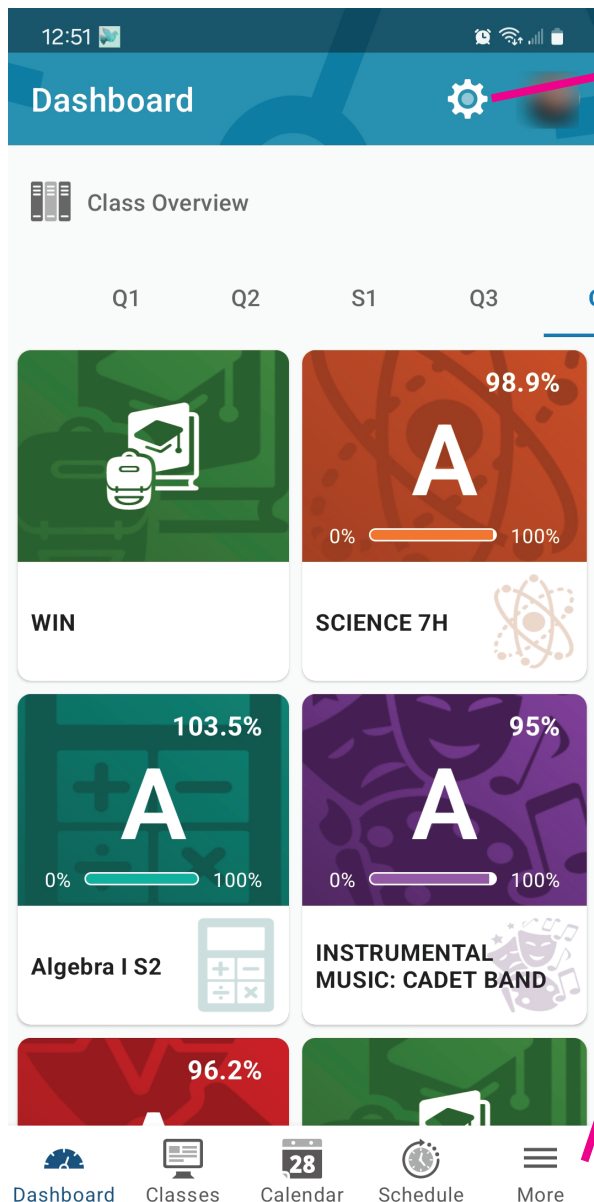 12:51
Dashboard
Class Overview
Q1 Q2 S1 Q3
WIN
98.9%
A
0% 100%
SCIENCE 7H
103.5%
A
0% 100%
Algebra I S2
95%
A
0% 100%
INSTRUMENTAL
MUSIC: CADET BAND
96.2%
28
Dashboard Classes Calendar Schedule More